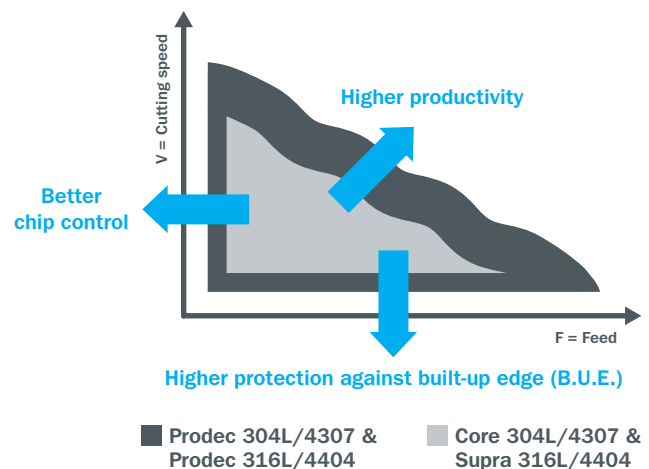 V = Cutting speed
Higher productivity
Better
chip control
F = Feed
Higher protection against built-up edge (B.U.E.)
Prodec 304L/4307 &
Prodec 316L/4404
Core 304L/4307 &
Supra 316L/4404